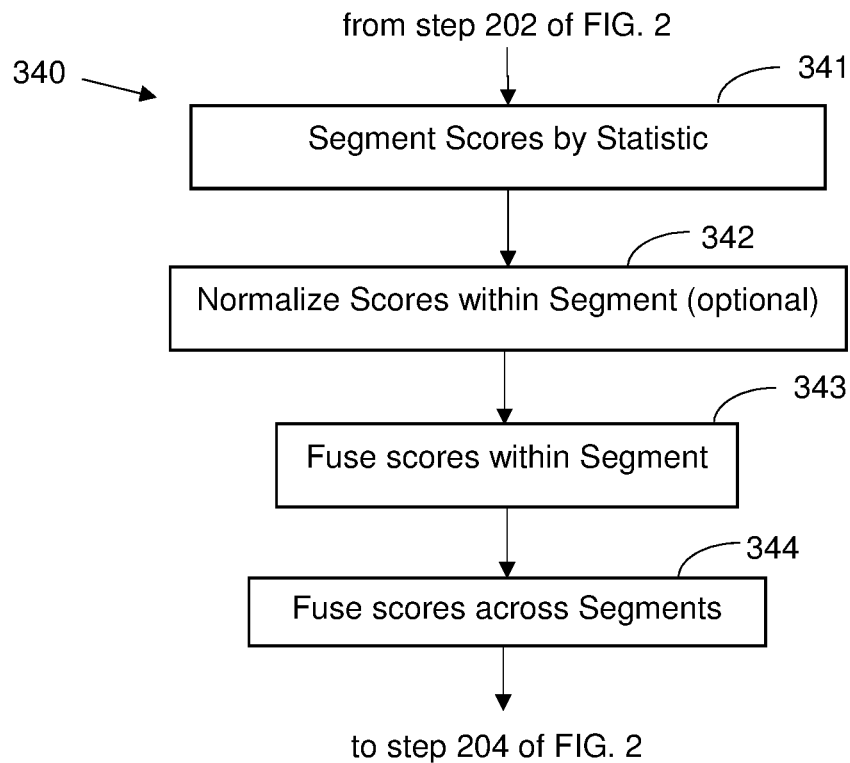 from step 202 of FIG. 2
340
341
Segment Scores by Statistic
342
Normalize Scores within Segment (optional)
343
Fuse scores within Segment
344
Fuse scores across Segments
to step 204 of FIG. 2